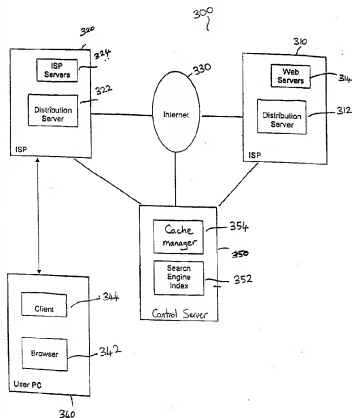 300
320
324
ISP
Servers
322
Distribution
Server
ISP
330
Internet
310
Web
Servers
314
Distribution
Server
312
ISP
Cache
manager
354
350
Search
Engine
Index
352
Control Server
Client
344
Browser
342
User PC
340